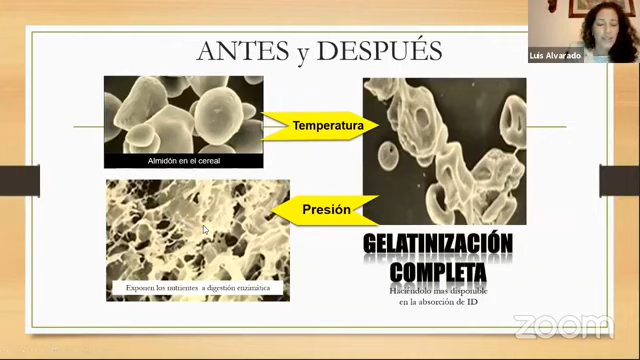 ANTES y DESPUÉS
Luis Alvarado
Almidón en el cereal
Temperatura
Presión
Exponen los nutrientes a digestión enzimática
GELATINIZACIÓN
COMPLETA
Haciéndolo mas disponible
en la absorción de ID
zoom